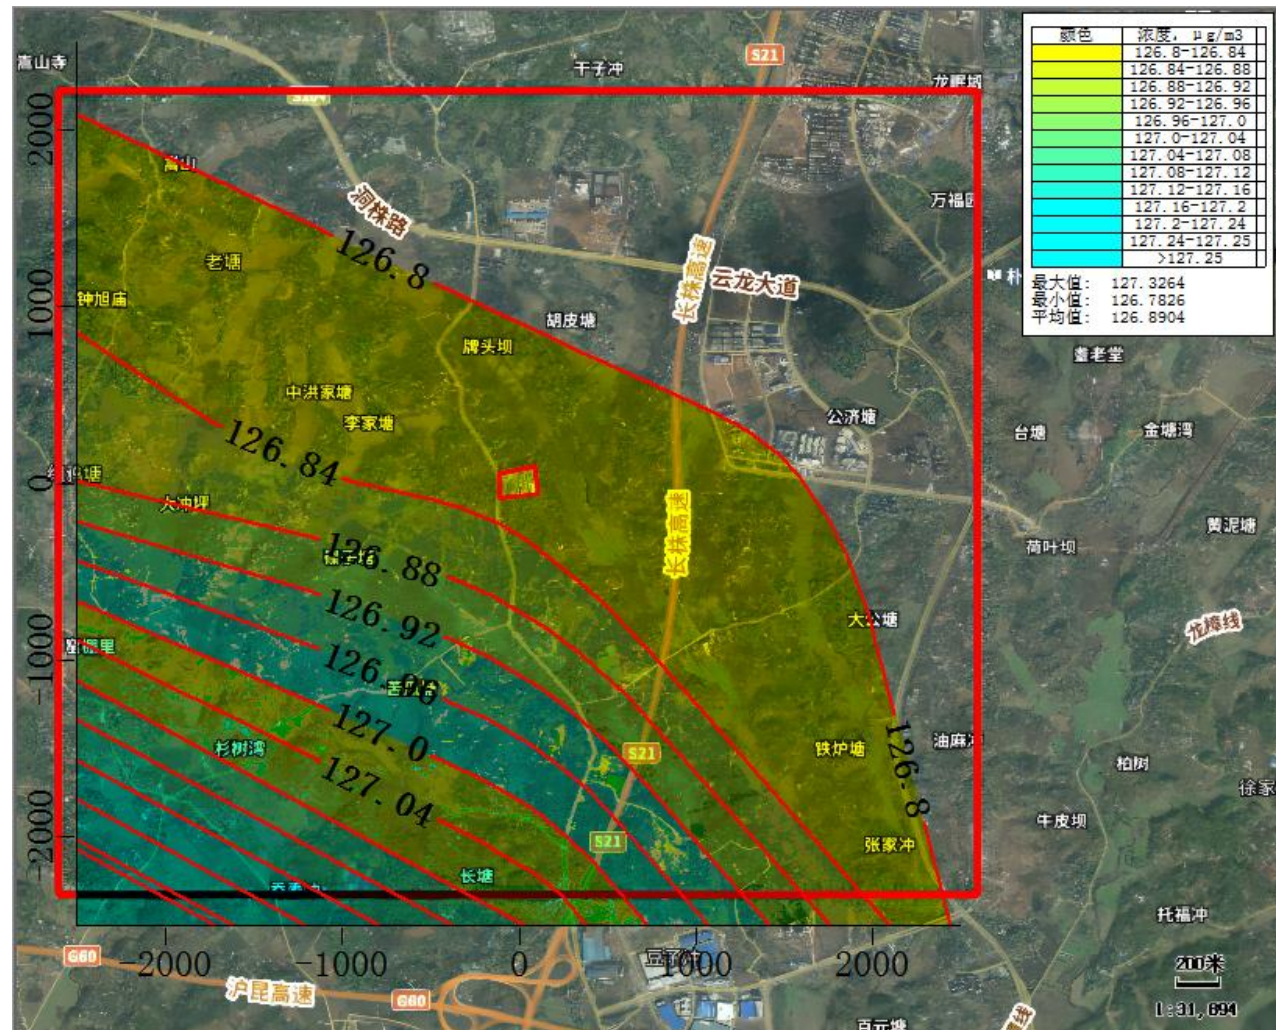 嵩山寺
干子冲
S21
龙眠城
嵩山
洞株路
万福园
老塘
钟旭庙
126.8
长株高速
云龙大道
胡皮塘
牌头坝
中洪家塘
李家塘
公济塘
126.84
大冲坪
长株高速
126.88
126.92
大公塘
126.96
127.0
杉树湾
127.04
S21
铁炉塘
126.8
油麻冲
S21
张家冲
长塘
2000
1000
0
-1000
-2000
-2000
-1000
0
1000
2000
G60
沪昆高速
G60
百元塘
颜色 浓度, μg/m3
126.8-126.84
126.84-126.88
126.88-126.92
126.92-126.96
126.96-127.0
127.0-127.04
127.04-127.08
127.08-127.12
127.12-127.16
127.16-127.2
127.2-127.24
127.24-127.25
>127.25
最大值: 127.3264
最小值: 126.7826
平均值: 126.8904
台塘
金塘湾
黄泥塘
荷叶坝
龙樟线
柏树
徐家
牛皮坝
托福冲
200米
1:31,694